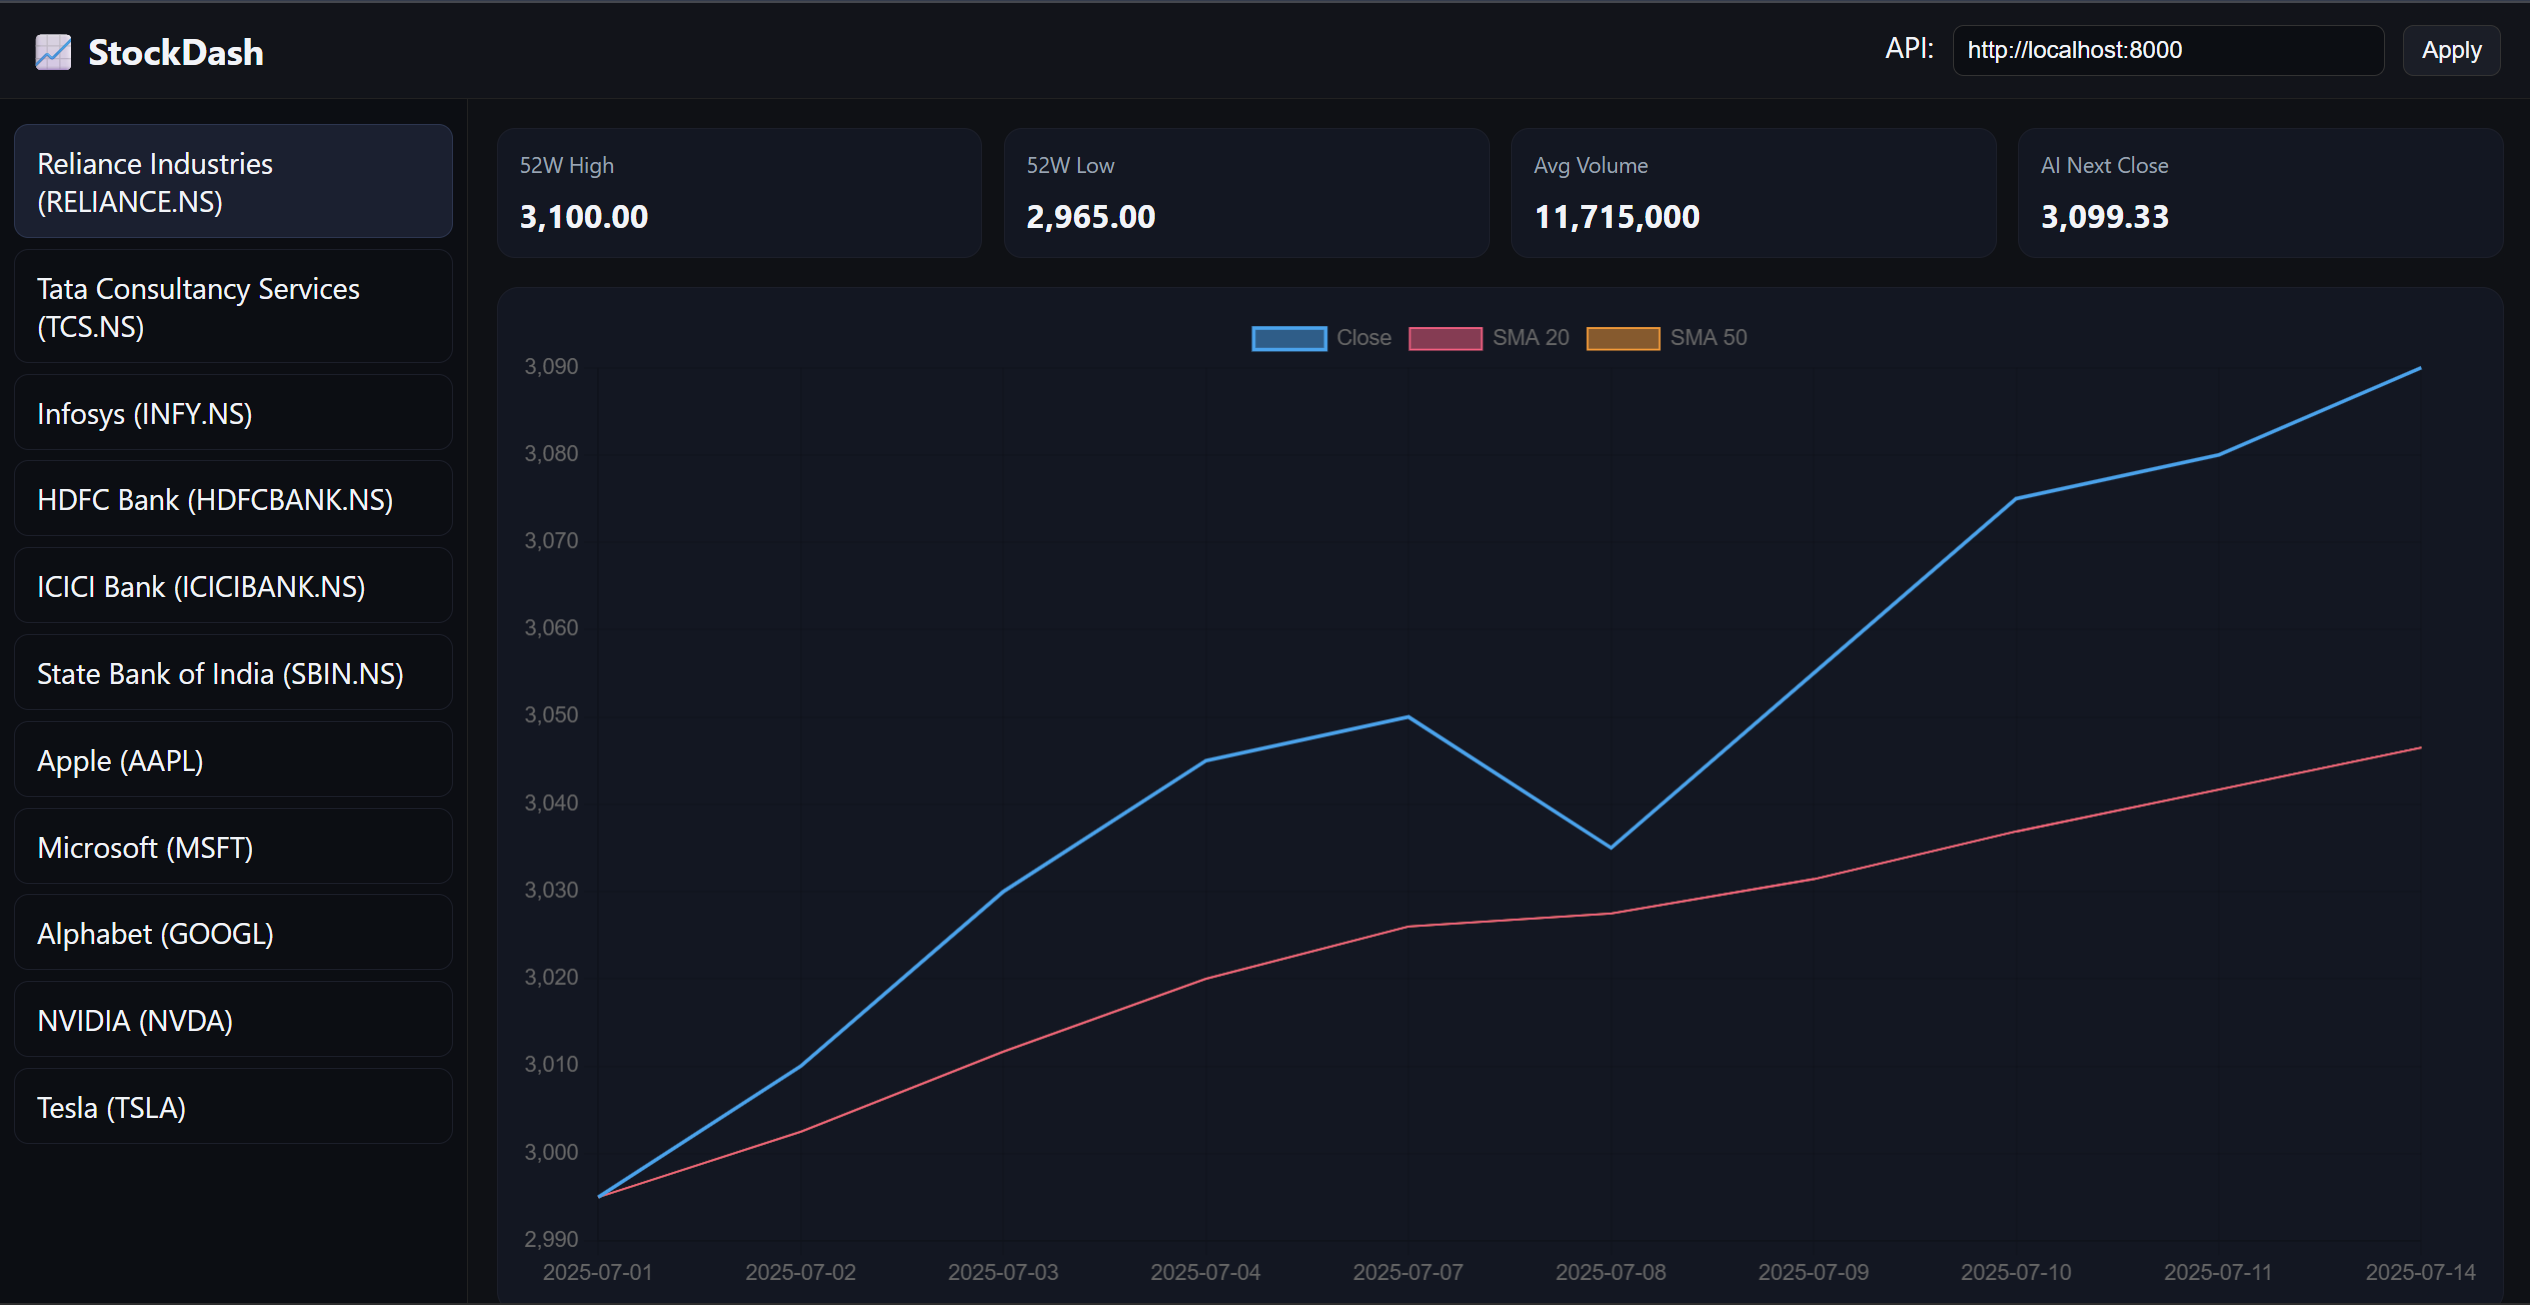 StockDash
API:
http://localhost:8000
Apply
Reliance Industries
(RELIANCE.NS)
Tata Consultancy Services
(TCS.NS)
Infosys (INFY.NS)
HDFC Bank (HDFCBANK.NS)
ICICI Bank (ICICIBANK.NS)
State Bank of India (SBIN.NS)
Apple (AAPL)
Microsoft (MSFT)
Alphabet (GOOGL)
NVIDIA (NVDA)
Tesla (TSLA)
52W High
3,100.00
52W Low
2,965.00
Avg Volume
11,715,000
AI Next Close
3,099.33
Close
SMA 20
SMA 50
3,090
3,080
3,070
3,060
3,050
3,040
3,030
3,020
3,010
3,000
2,990
2025-07-01
2025-07-02
2025-07-03
2025-07-04
2025-07-07
2025-07-08
2025-07-09
2025-07-10
2025-07-11
2025-07-14